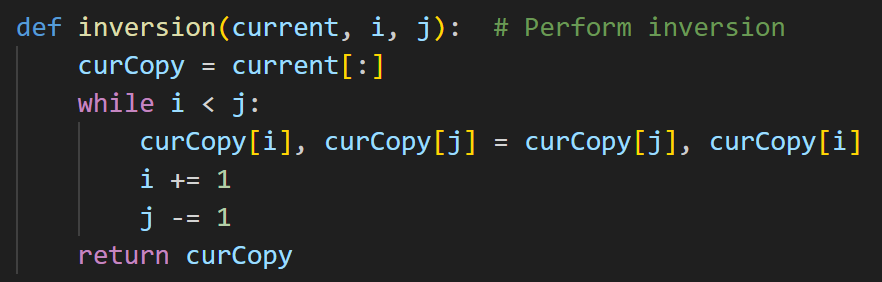 def inversion(current, i, j):  # Perform inversion
    curCopy = current[:]
    while i < j:
        curCopy[i], curCopy[j] = curCopy[j], curCopy[i]
        i += 1
        j -= 1
    return curCopy